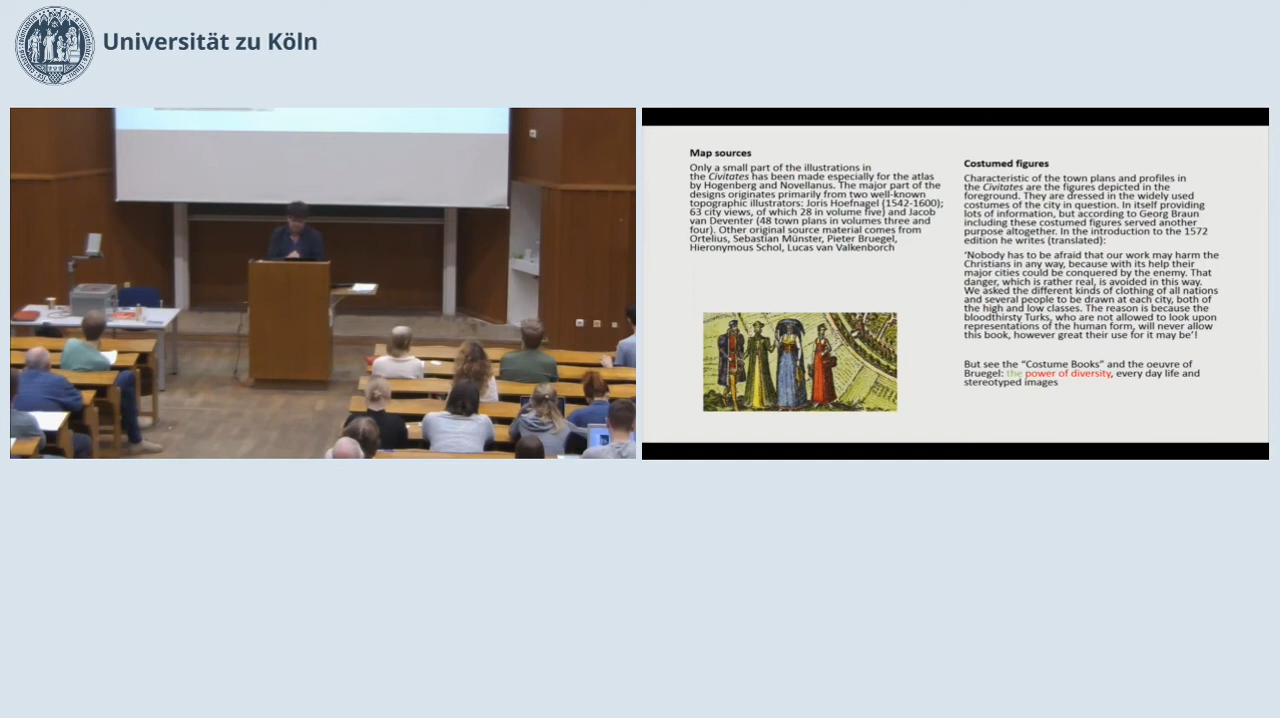 Universität zu Köln
Map sources
Only a small part of the illustrations in
the Civitates has been made especially for the atlas
by Hogenberg and Novellanus. The major part of the
designs originates primarily from two well-known
topographic illustrators: Joris Hoefnagel (1542-1600);
63 city views, of which 28 in volume five) and Jacob
van Deventer (48 town plans in volumes three and
four). Other original source material comes from
Ortelius, Sebastian Münster, Pieter Bruegel,
Hieronymous Schol, Lucas van Valkenborch
Costumed figures
Characteristic of the town plans and profiles in
the Civitates are the figures depicted in the
foreground. They are dressed in the widely used
costumes of the city in question. In itself providing
lots of information, but according to Georg Braun
including these costumed figures served another
purpose altogether. In the introduction to the 1572
edition he writes (translated):
‘Nobody has to be afraid that our work may harm the
Christians in any way, because with its help their
major cities could be conquered by the enemy. That
danger, which is rather real, is avoided in this way.
We asked the different kinds of clothing of all nations
and several people to be drawn at each city, both of
the high and low classes. The reason is because the
bloodthirsty Turks, who are not allowed to look upon
representations of the human form, will never allow
this book, however great their use for it may be’!
But see the “Costume Books” and the oeuvre of
Bruegel: the power of diversity, every day life and
stereotyped images